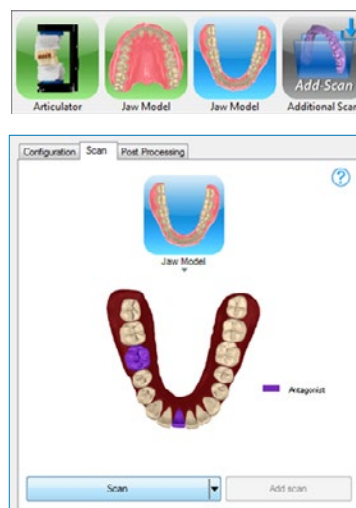 Add-Scan
Articulator Jaw Model Jaw Model Additional Scan
Configuration Scan Post Processing
?
Jaw Model
Antagonist
Scan Add scan